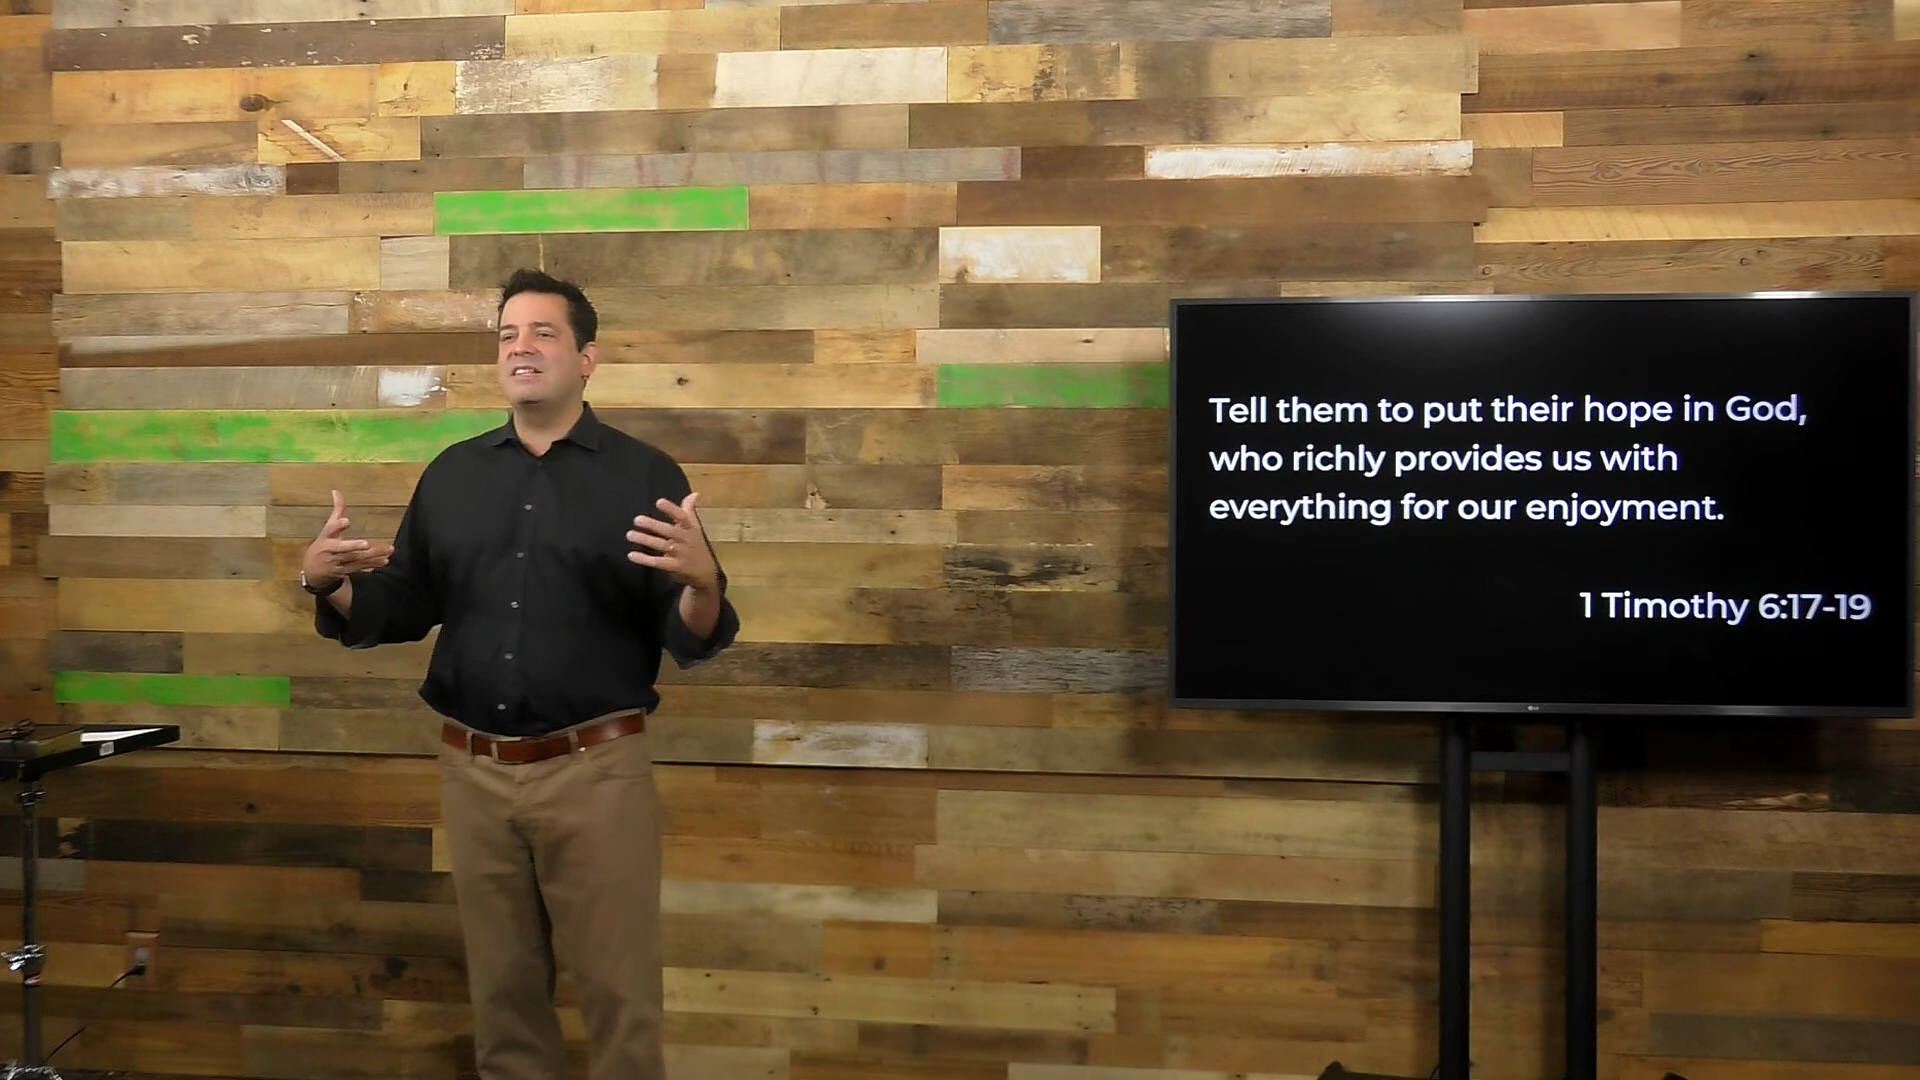 Tell them to put their hope in God,
who richly provides us with
everything for our enjoyment.
1 Timothy 6:17-19